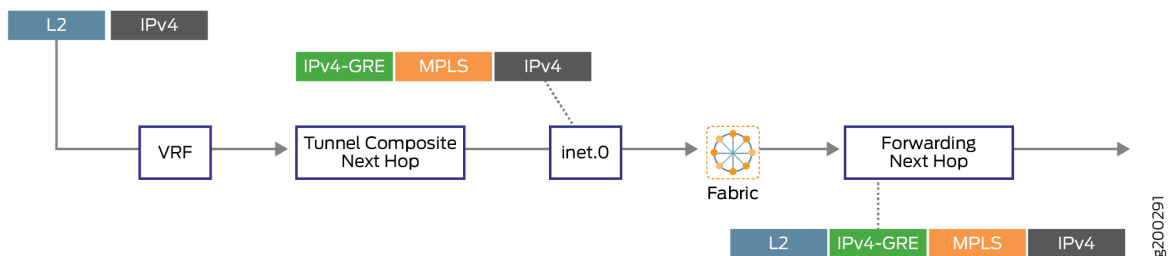 L2 IPv4
IPv4-GRE MPLS IPv4
VRF
Tunnel Composite
Next Hop
inet.0
Fabric
Forwarding
Next Hop
L2 IPv4-GRE MPLS IPv4
g200291